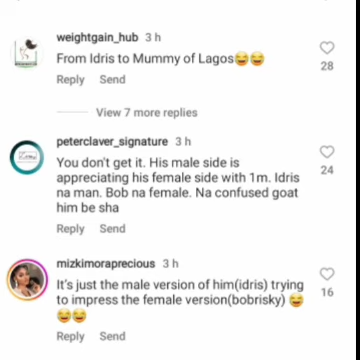 weightgain_hub 3 h
From Idris to Mummy of Lagos😂😂
28
Reply Send
View 7 more replies
peterclaver_signature 3 h
You don't get it. His male side is
appreciating his female side with 1m. Idris
na man. Bob na female. Na confused goat
him be sha
24
Reply Send
mizkimoraprecious 3 h
It's just the male version of him(idris) trying
to impress the female version(bobrisky) 😂
😂😂
16
Reply Send